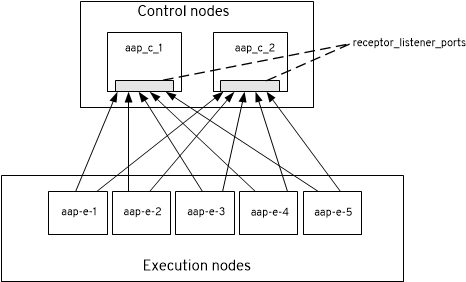 Control nodes
aap_c_1
aap_c_2
receptor_listener_ports
aap-e-1
aap-e-2
aap-e-3
aap-e-4
aap-e-5
Execution nodes